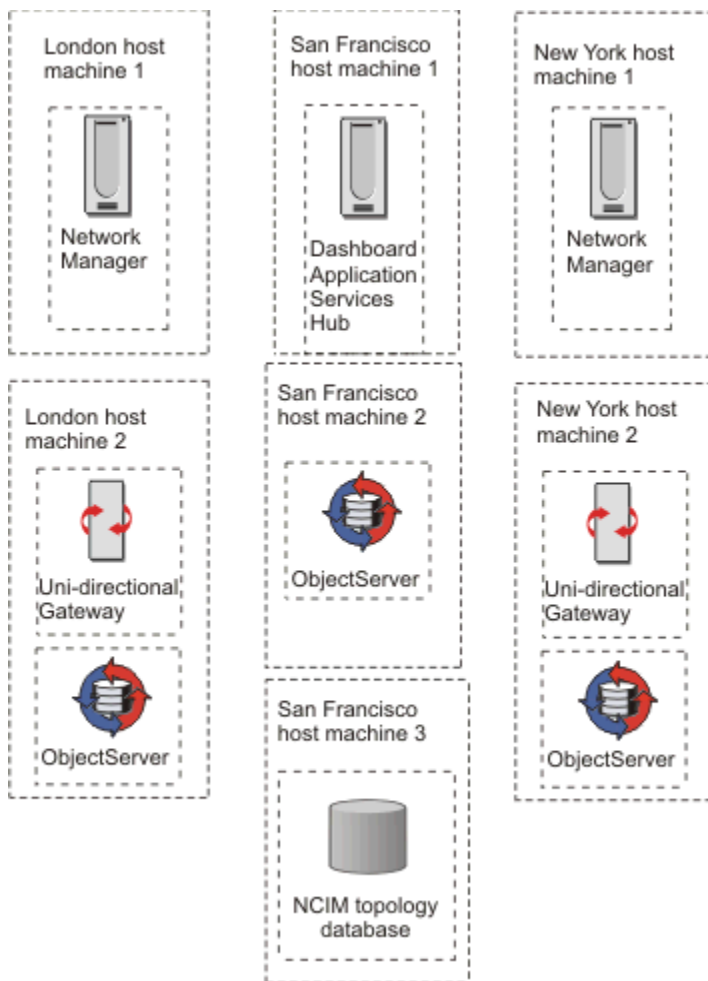 London host
machine 1
Network
Manager
San Francisco
host machine 1
Dashboard
Application
Services
Hub
New York host
machine 1
Network
Manager
London host
machine 2
Uni-directional
Gateway
ObjectServer
San Francisco
host machine 2
ObjectServer
New York host
machine 2
Uni-directional
Gateway
ObjectServer
San Francisco
host machine 3
NCIM topology
database